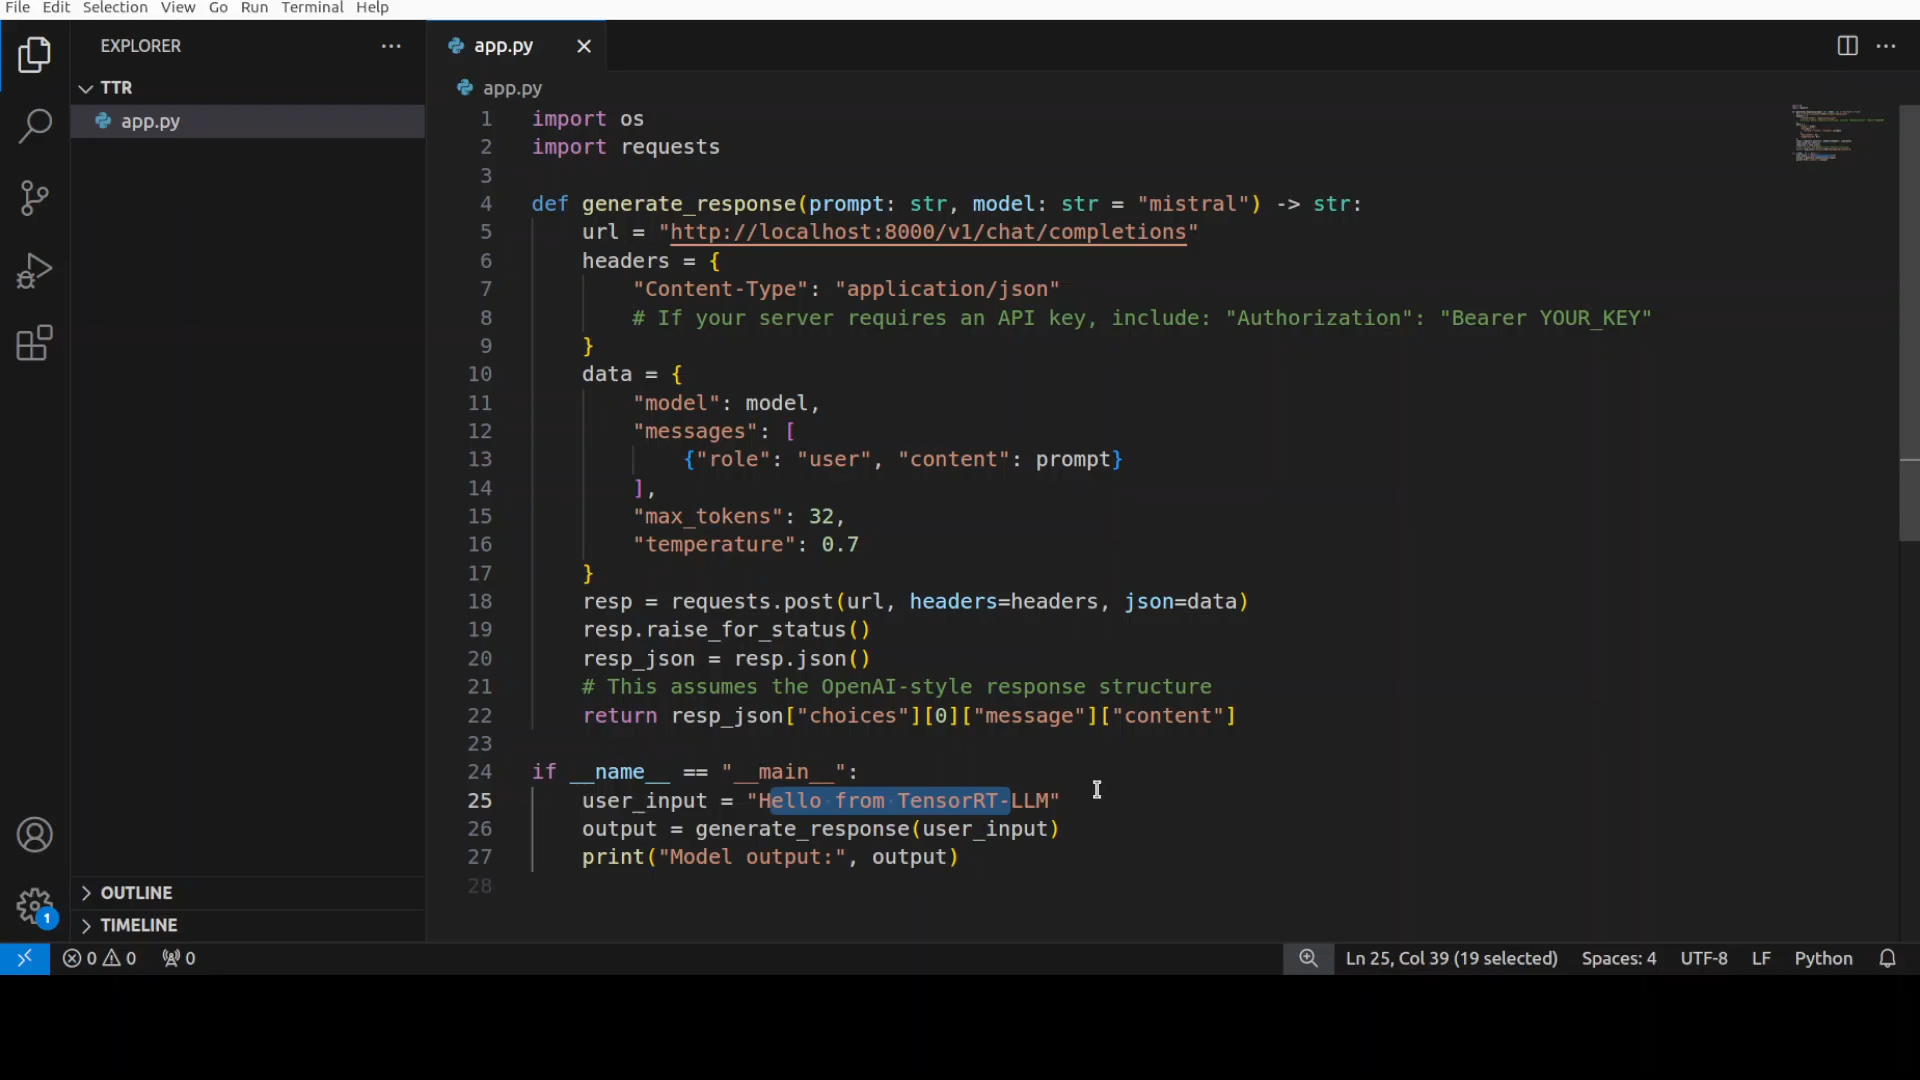 File Edit Selection View Go Run Terminal Help
EXPLORER
TTR
app.py
OUTLINE
TIMELINE
1
app.py
app.py
1 import os
2 import requests
3
4 def generate_response(prompt: str, model: str = "mistral") -> str:
5     url = "http://localhost:8000/v1/chat/completions"
6     headers = {
7         "Content-Type": "application/json"
8         # If your server requires an API key, include: "Authorization": "Bearer YOUR_KEY"
9     }
10     data = {
11         "model": model,
12         "messages": [
13             {"role": "user", "content": prompt}
14         ],
15         "max_tokens": 32,
16         "temperature": 0.7
17     }
18     resp = requests.post(url, headers=headers, json=data)
19     resp.raise_for_status()
20     resp_json = resp.json()
21     # This assumes the OpenAI-style response structure
22     return resp_json["choices"][0]["message"]["content"]
23
24 if __name__ == "__main__":
25     user_input = "Hello from TensorRT-LLM"
26     output = generate_response(user_input)
27     print("Model output:", output)
28
0 0 0 Ln 25, Col 39 (19 selected) Spaces: 4 UTF-8 LF Python